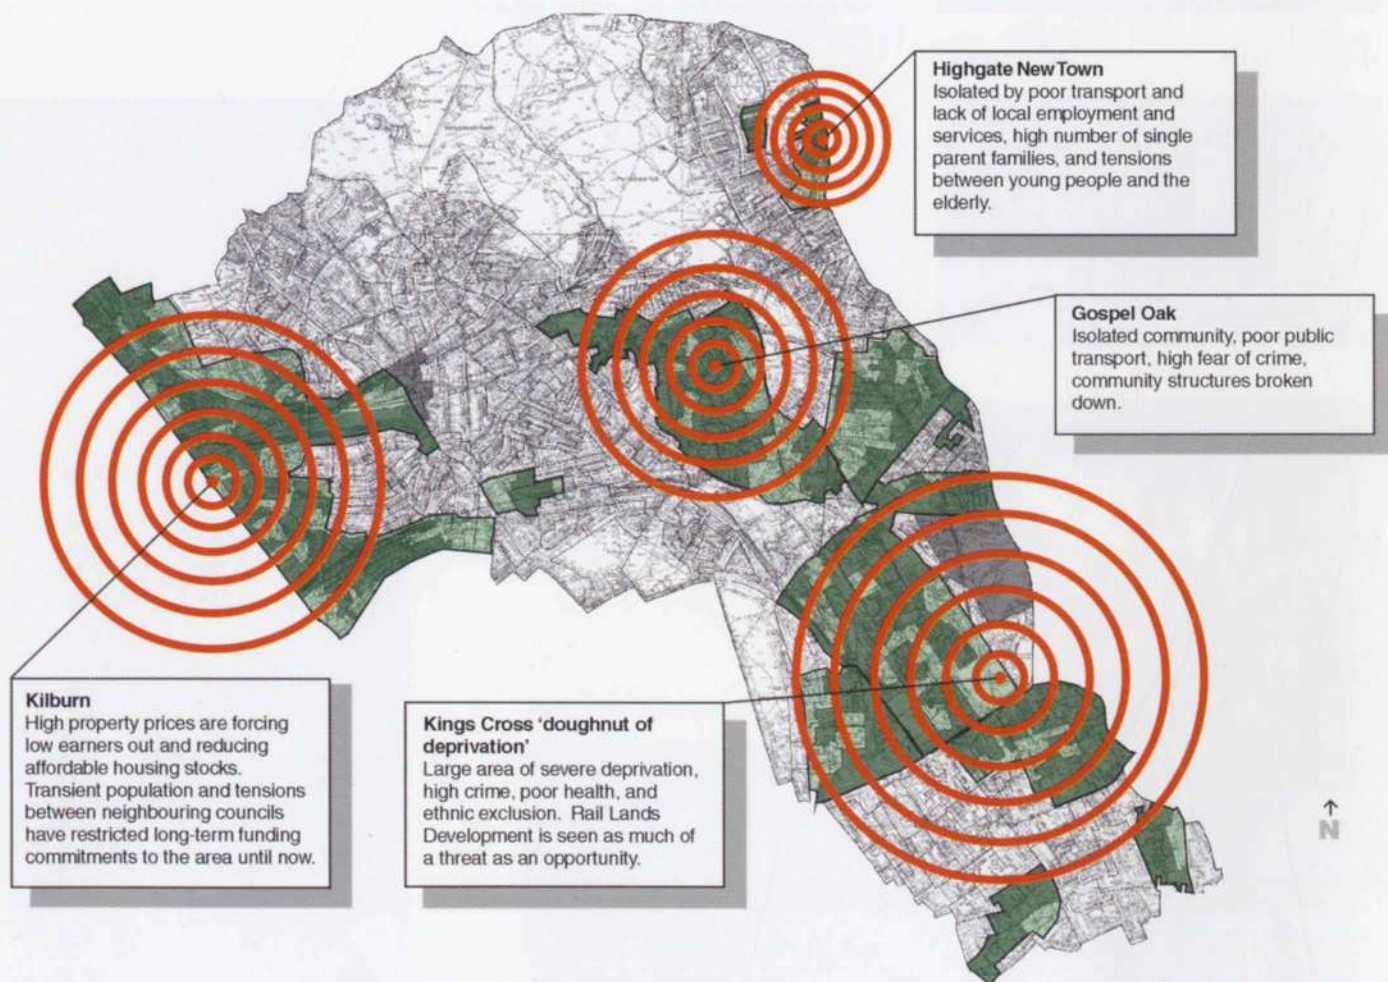 Highgate New Town
Isolated by poor transport and
lack of local employment and
services, high number of single
parent families, and tensions
between young people and the
elderly.
Gospel Oak
Isolated community, poor public
transport, high fear of crime,
community structures broken
down.
Kilburn
High property prices are forcing
low earners out and reducing
affordable housing stocks.
Transient population and tensions
between neighbouring councils
have restricted long-term funding
commitments to the area until now.
Kings Cross ‘doughnut of
deprivation’
Large area of severe deprivation,
high crime, poor health, and
ethnic exclusion. Rail Lands
Development is seen as much of
a threat as an opportunity.
N